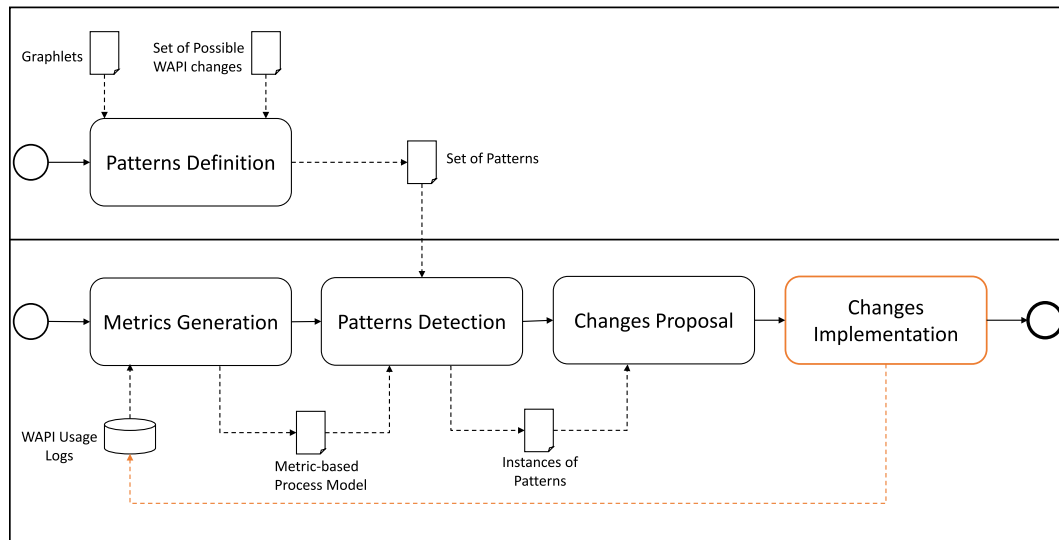 Graphlets
Set of Possible
WAPI changes
Patterns Definition
Set of Patterns
Metrics Generation
Patterns Detection
Changes Proposal
Changes
Implementation
WAPI Usage
Logs
Metric-based
Process Model
Instances of
Patterns